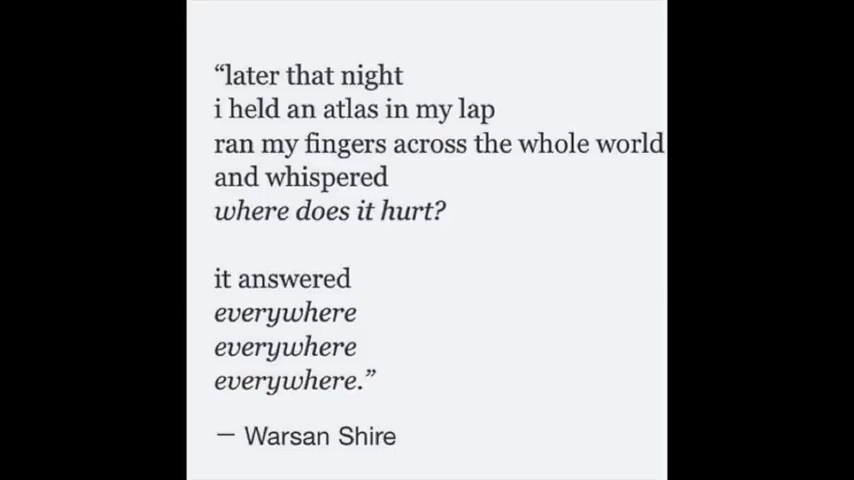 “later that night
i held an atlas in my lap
ran my fingers across the whole world
and whispered
where does it hurt?
it answered
everywhere
everywhere
everywhere.”
— Warsan Shire